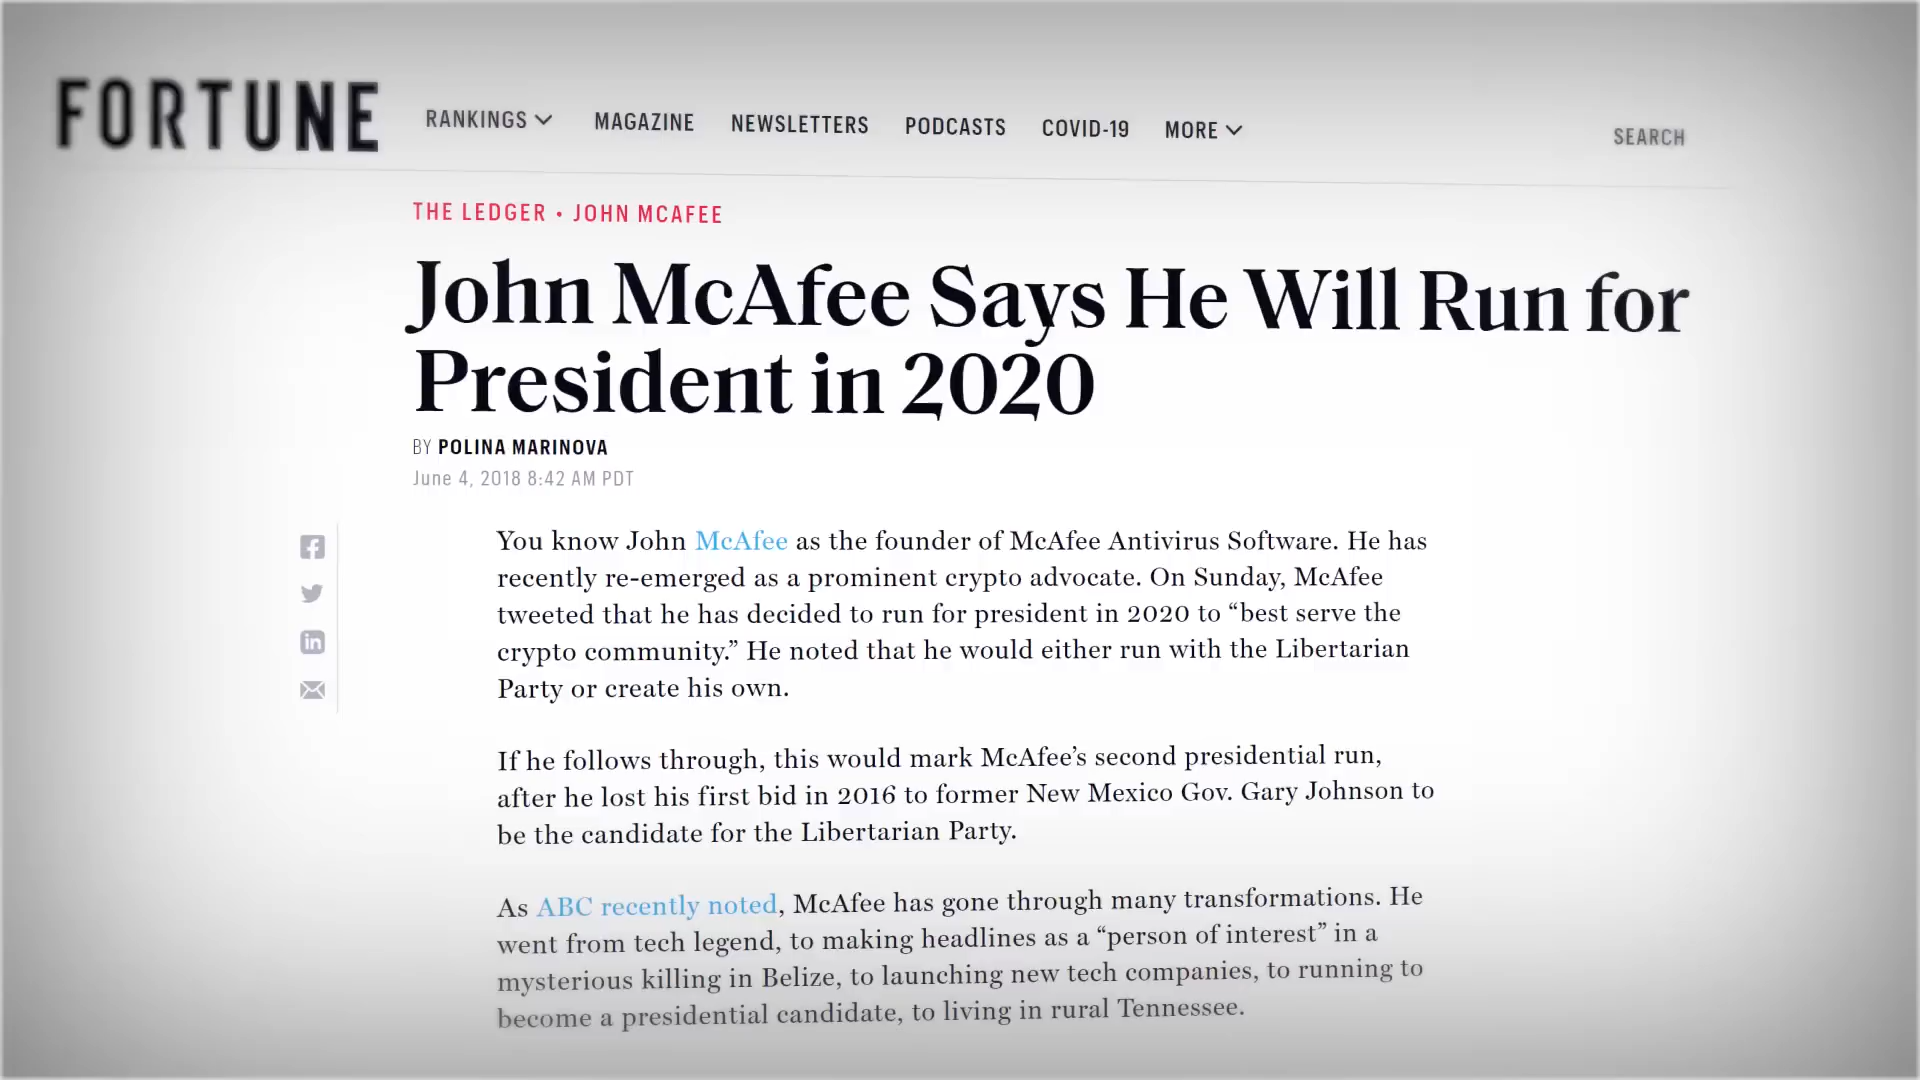 FORTUNE
RANKINGS MAGAZINE NEWSLETTERS PODCASTS COVID-19 MORE SEARCH
THE LEDGER • JOHN MCAFEE
John McAfee Says He Will Run for
President in 2020
BY POLINA MARINOVA
June 4, 2018 8:42 AM PDT
You know John McAfee as the founder of McAfee Antivirus Software. He has
recently re-emerged as a prominent crypto advocate. On Sunday, McAfee
tweeted that he has decided to run for president in 2020 to “best serve the
crypto community.” He noted that he would either run with the Libertarian
Party or create his own.
If he follows through, this would mark McAfee’s second presidential run,
after he lost his first bid in 2016 to former New Mexico Gov. Gary Johnson to
be the candidate for the Libertarian Party.
As ABC recently noted, McAfee has gone through many transformations. He
went from tech legend, to making headlines as a “person of interest” in a
mysterious killing in Belize, to launching new tech companies, to running to
become a presidential candidate, to living in rural Tennessee.